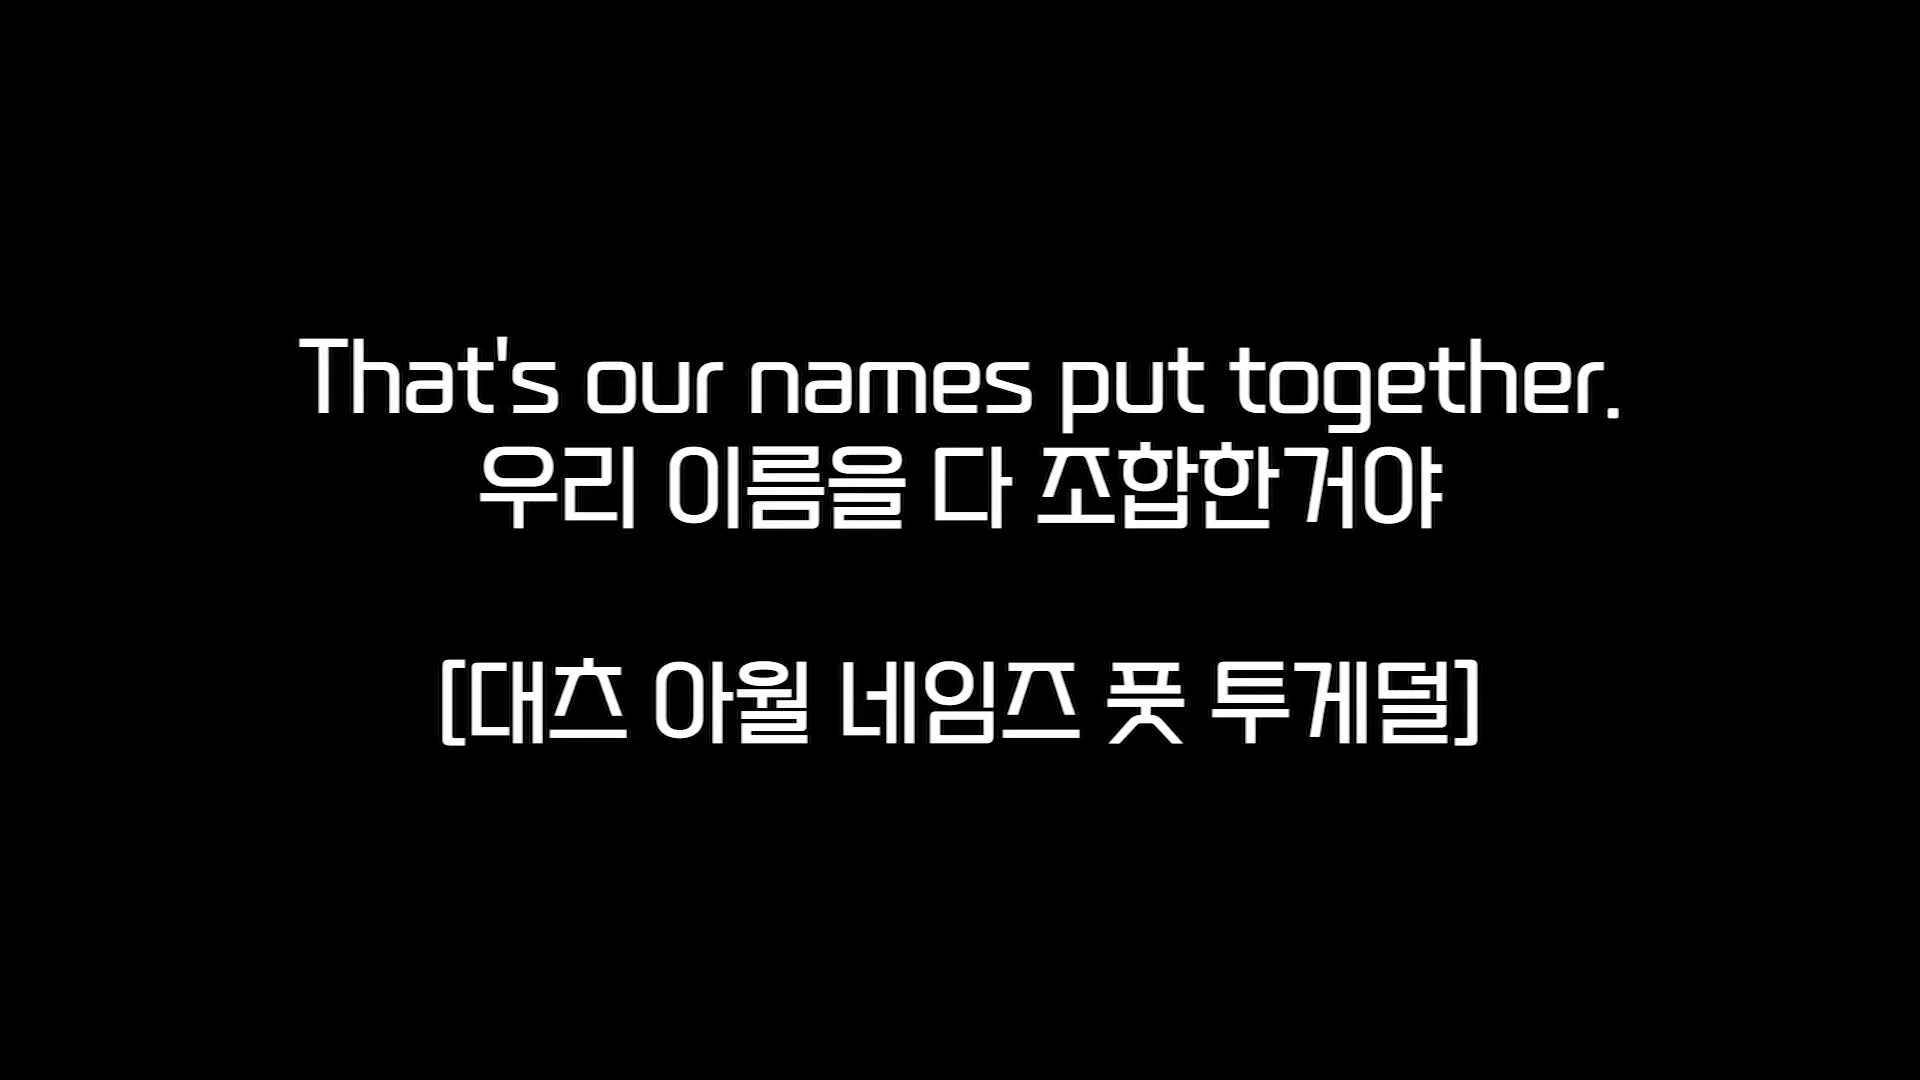 That's our names put together.
우리 이름을 다 조합한거야
[대츠 아월 네임즈 풋 투게덜]